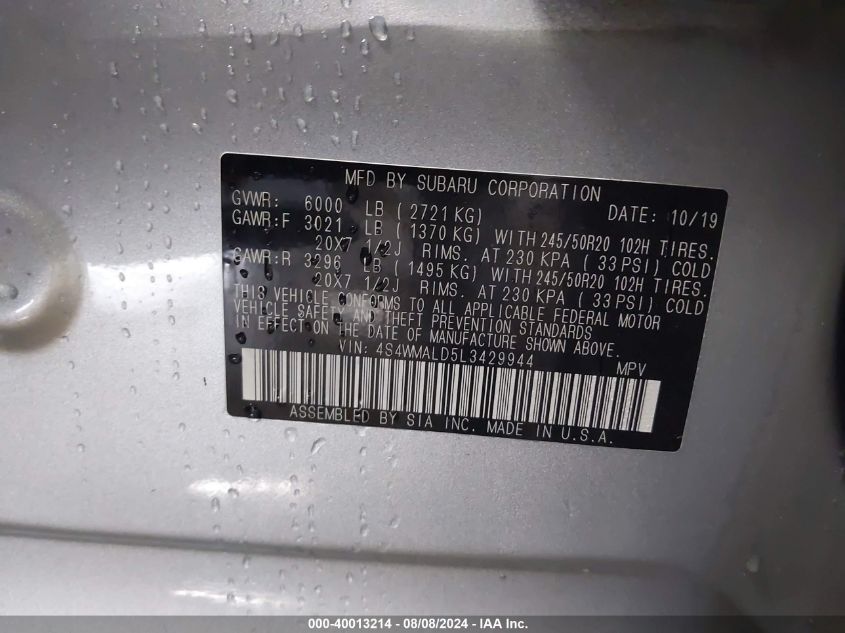 MFD BY SUBARU CORPORATION
GVWR: 6000 LB ( 2721 KG) DATE: 10/19
GAWR:F 3021 LB ( 1370 KG) WITH 245/50R20 102H TIRES.
20X7 1/2J RIMS. AT 230 KPA ( 33 PSI) COLD
GAWR:R 3296 LB ( 1495 KG) WITH 245/50R20 102H TIRES.
20X7 1/2J RIMS. AT 230 KPA ( 33 PSI) COLD
THIS VEHICLE CONFORMS TO ALL APPLICABLE FEDERAL MOTOR
VEHICLE SAFETY AND THEFT PREVENTION STANDARDS
IN EFFECT ON THE DATE OF MANUFACTURE SHOWN ABOVE.
VIN: 4S4WMALD5L3429944 MPV
ASSEMBLED BY SIA INC. MADE IN U.S.A.
000-40013214 - 08/08/2024 - IAA Inc.